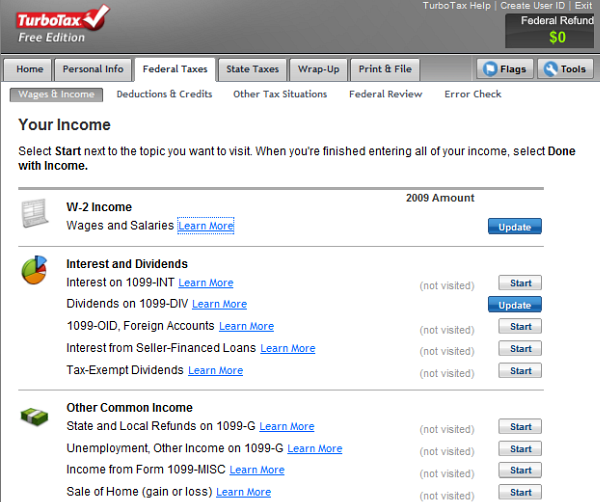 TurboTax Help | Create User ID | Exit
TurboTax
Free Edition
Federal Refund
$0
Home Personal Info Federal Taxes State Taxes Wrap-Up Print & File Flags Tools
Wages & Income Deductions & Credits Other Tax Situations Federal Review Error Check
Your Income
Select Start next to the topic you want to visit. When you're finished entering all of your income, select Done
with Income.
2009 Amount
W-2 Income
Wages and Salaries Learn More Update
Interest and Dividends
Interest on 1099-INT Learn More (not visited) Start
Dividends on 1099-DIV Learn More Update
1099-OID, Foreign Accounts Learn More (not visited) Start
Interest from Seller-Financed Loans Learn More (not visited) Start
Tax-Exempt Dividends Learn More (not visited) Start
Other Common Income
State and Local Refunds on 1099-G Learn More (not visited) Start
Unemployment, Other Income on 1099-G Learn More (not visited) Start
Income from Form 1099-MISC Learn More (not visited) Start
Sale of Home (gain or loss) Learn More (not visited) Start